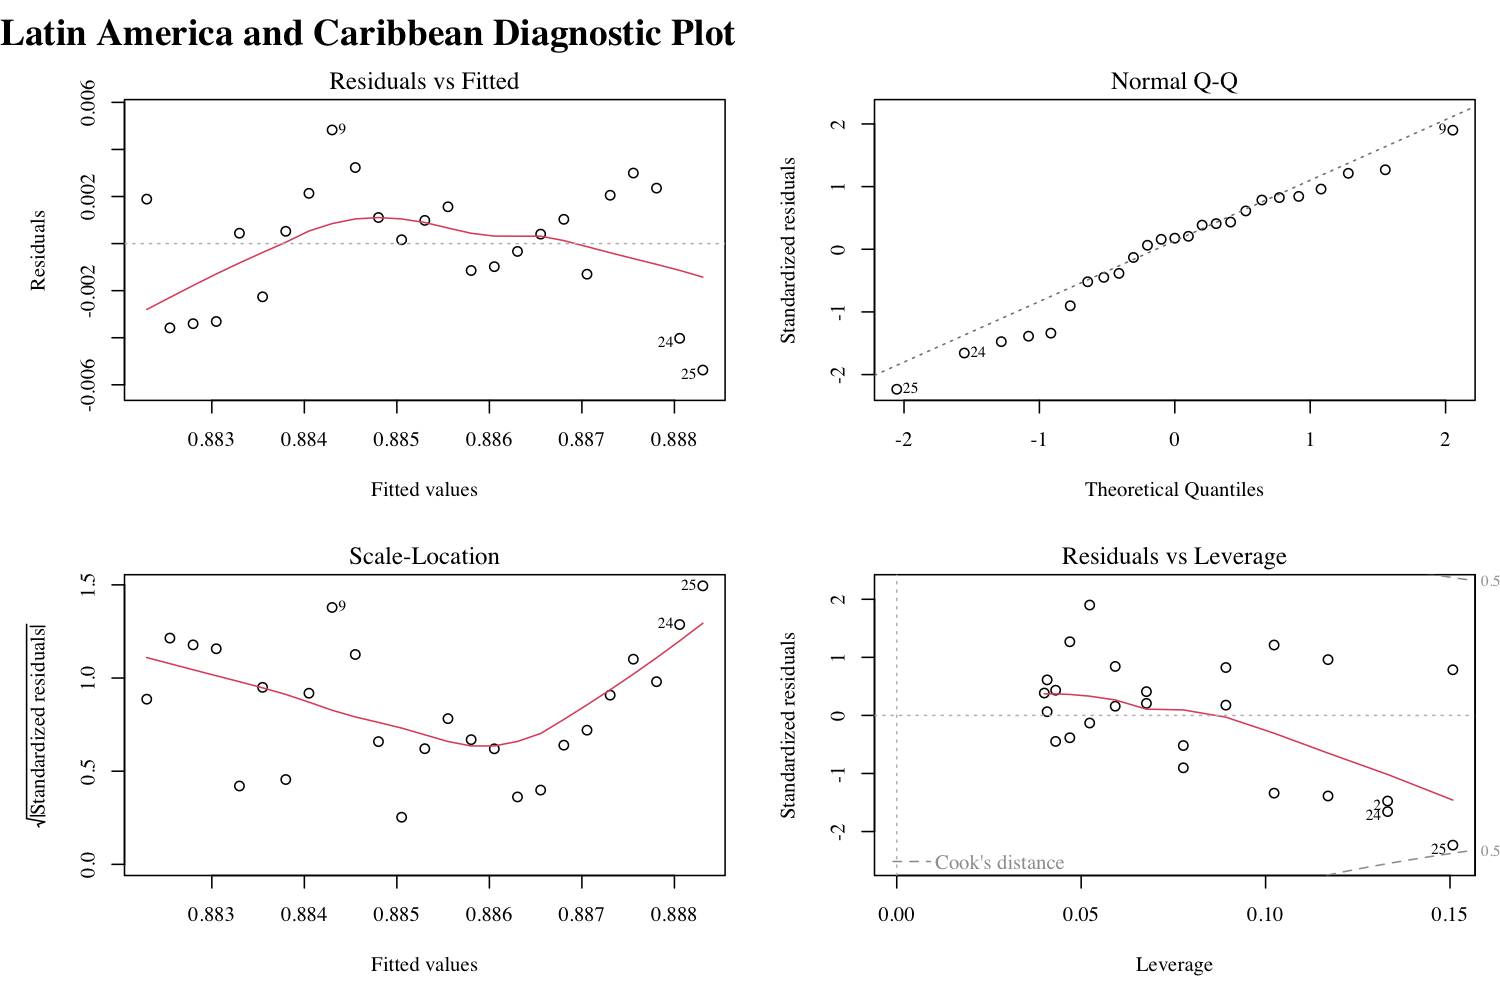 Latin America and Caribbean Diagnostic Plot
Residuals vs Fitted
Residuals
0.006
0.002
-0.002
-0.006
9
24
25
0.883 0.884 0.885 0.886 0.887 0.888
Fitted values
Normal Q-Q
Standardized residuals
2
1
0
-1
-2
9
24
25
-2 -1 0 1 2
Theoretical Quantiles
Scale-Location
√|Standardized residuals|
1.5
1.0
0.5
0.0
25
9
24
0.883 0.884 0.885 0.886 0.887 0.888
Fitted values
Residuals vs Leverage
Standardized residuals
2
1
0
-1
-2
0.5
2
24
25
0.5
Cook's distance
0.00 0.05 0.10 0.15
Leverage